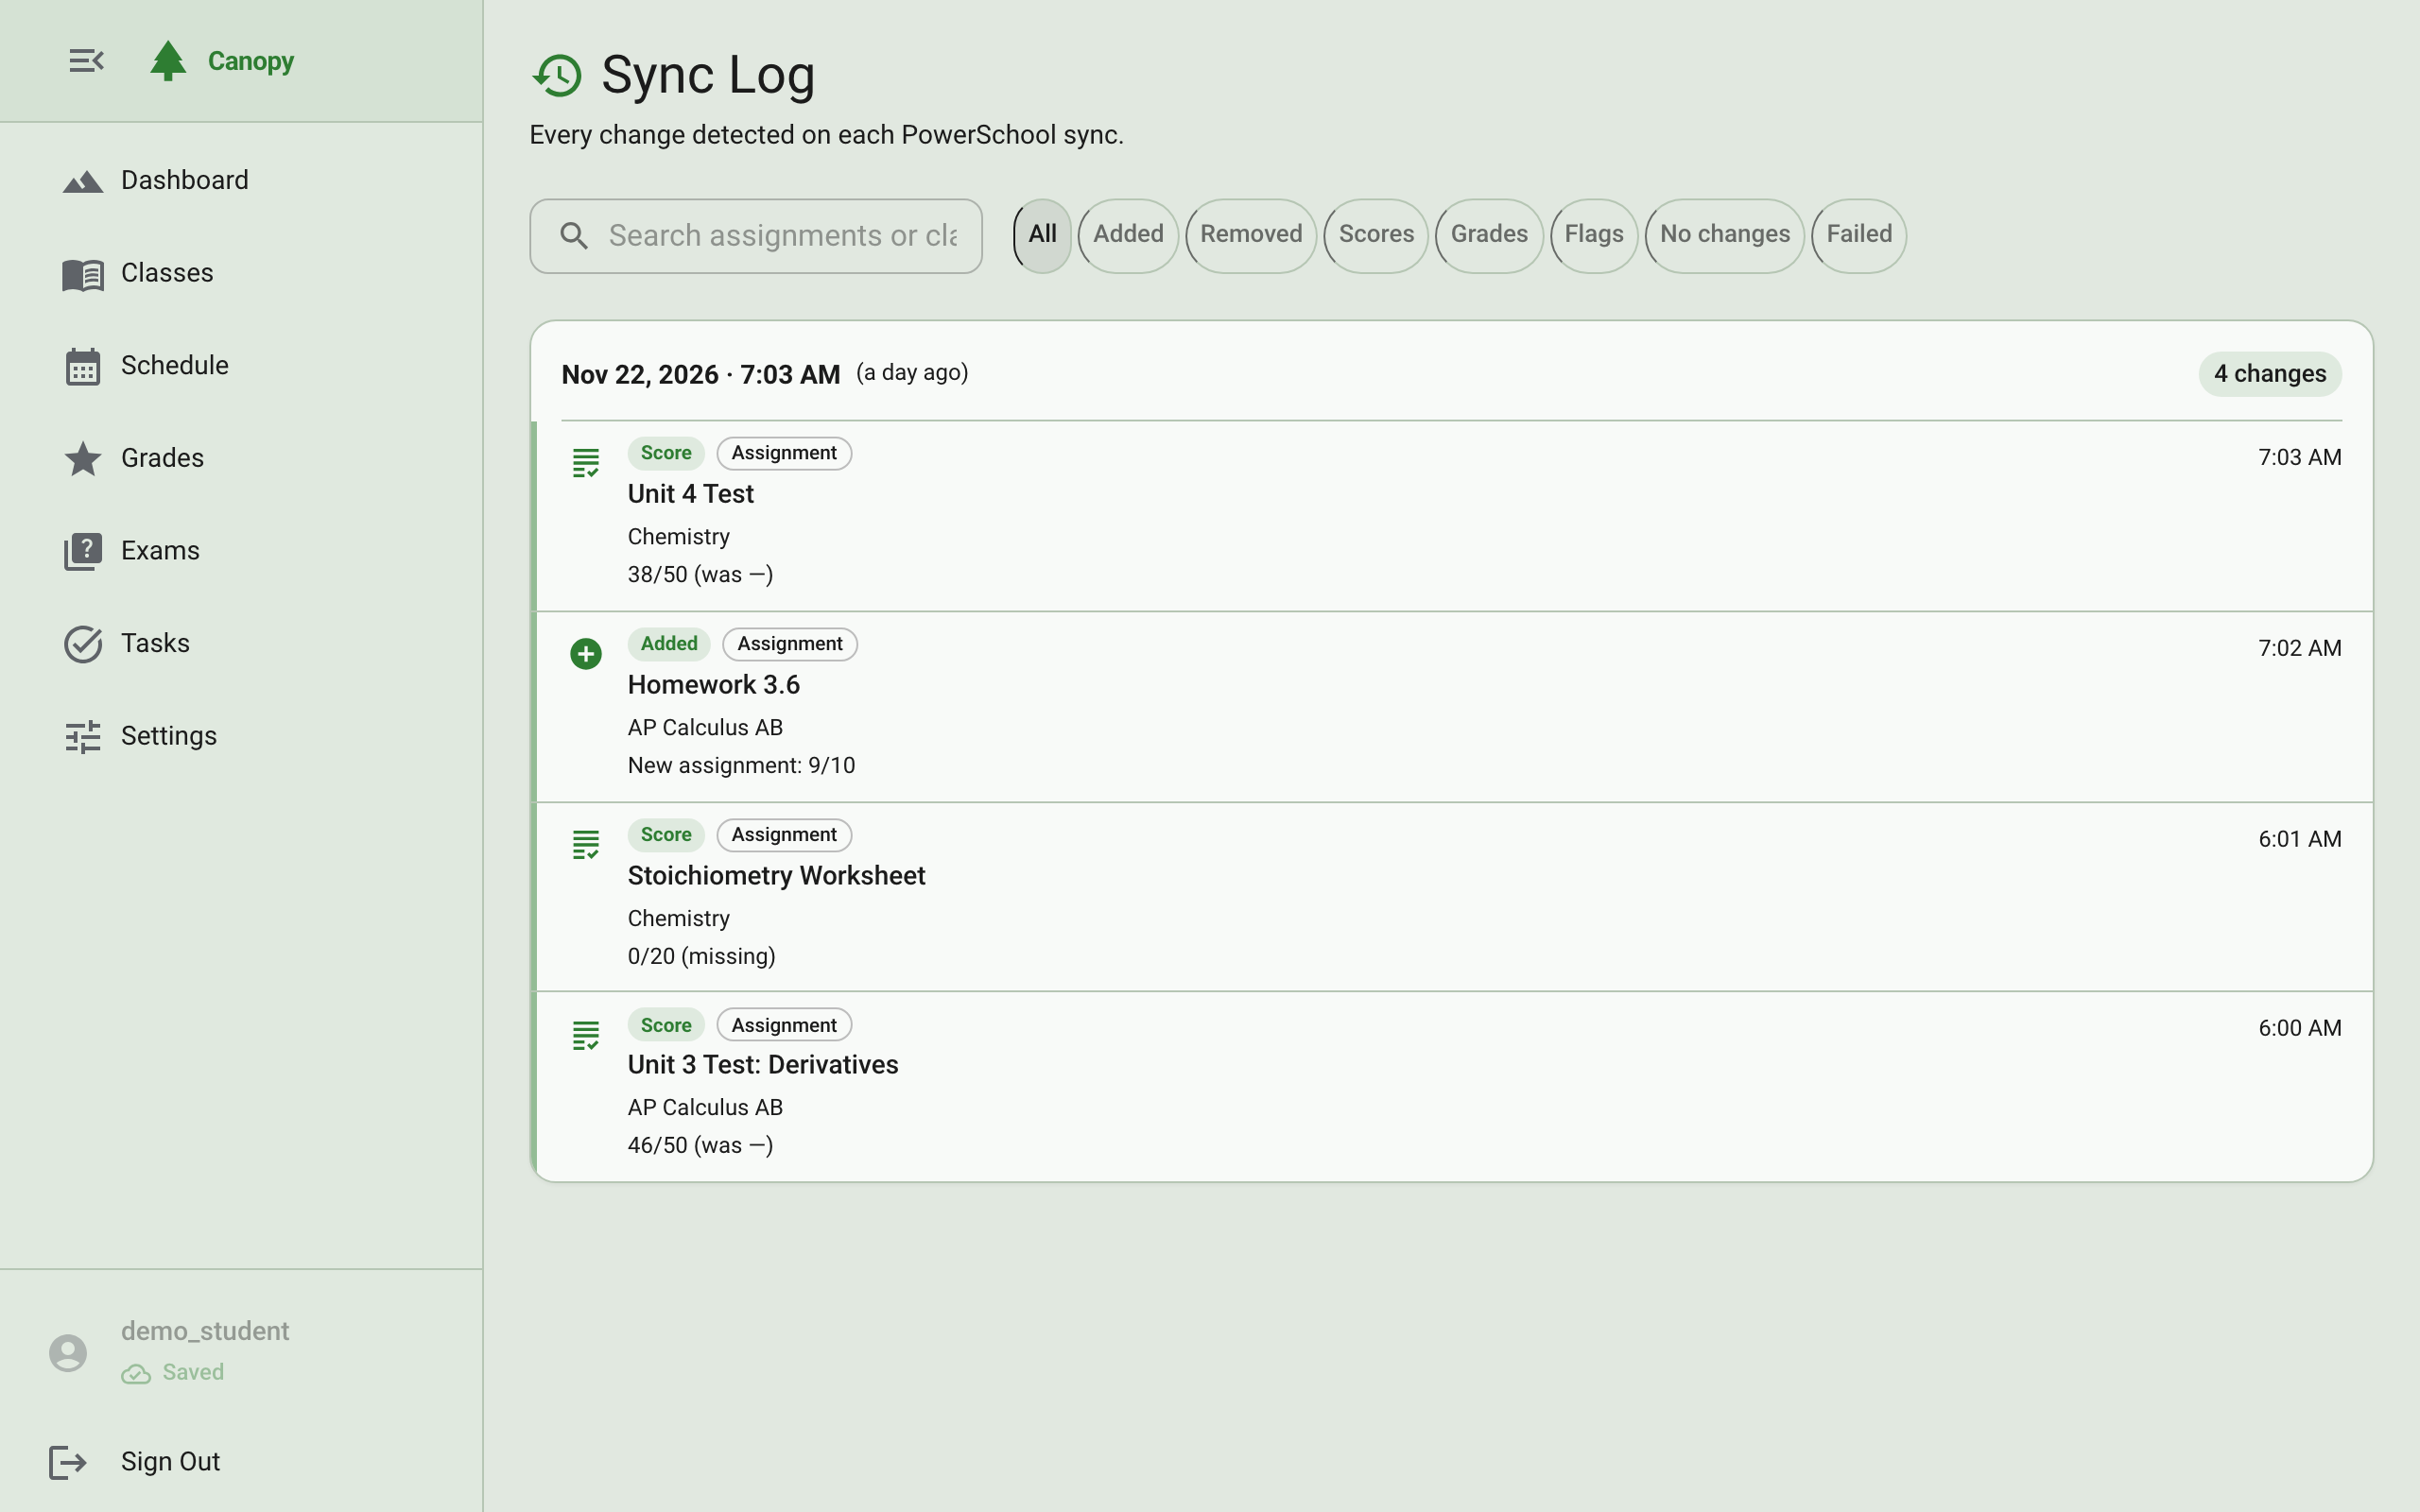 Canopy
Dashboard
Classes
Schedule
Grades
Exams
Tasks
Settings
demo_student
Saved
Sign Out
Sync Log
Every change detected on each PowerSchool sync.
Search assignments or cla
All Added Removed Scores Grades Flags No changes Failed
Nov 22, 2026 · 7:03 AM (a day ago) 4 changes
Score Assignment 7:03 AM
Unit 4 Test
Chemistry
38/50 (was —)
Added Assignment 7:02 AM
Homework 3.6
AP Calculus AB
New assignment: 9/10
Score Assignment 6:01 AM
Stoichiometry Worksheet
Chemistry
0/20 (missing)
Score Assignment 6:00 AM
Unit 3 Test: Derivatives
AP Calculus AB
46/50 (was —)